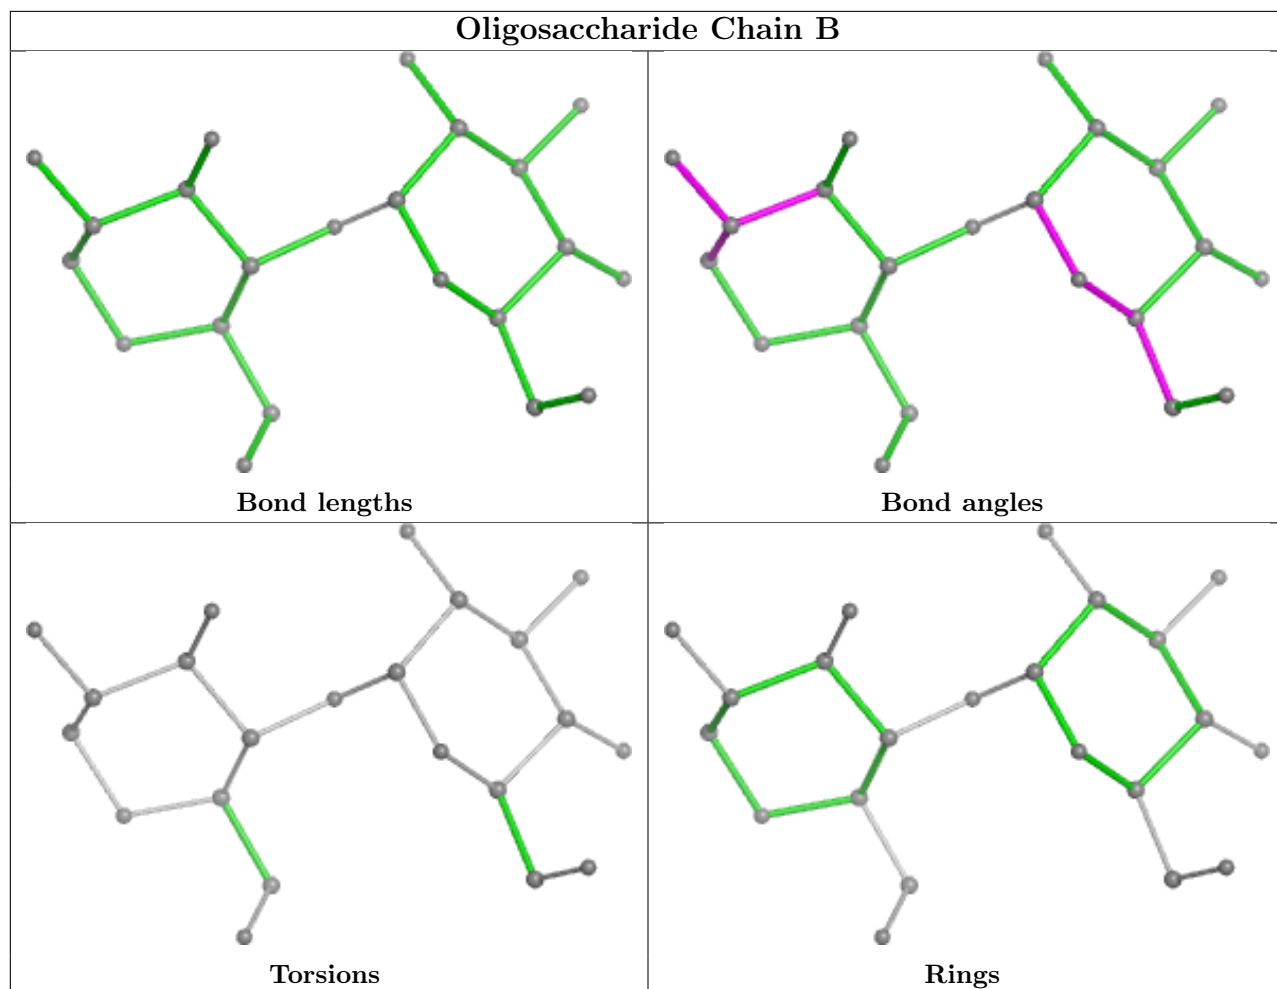 Oligosaccharide Chain B
Bond lengths
Bond angles
Torsions
Rings